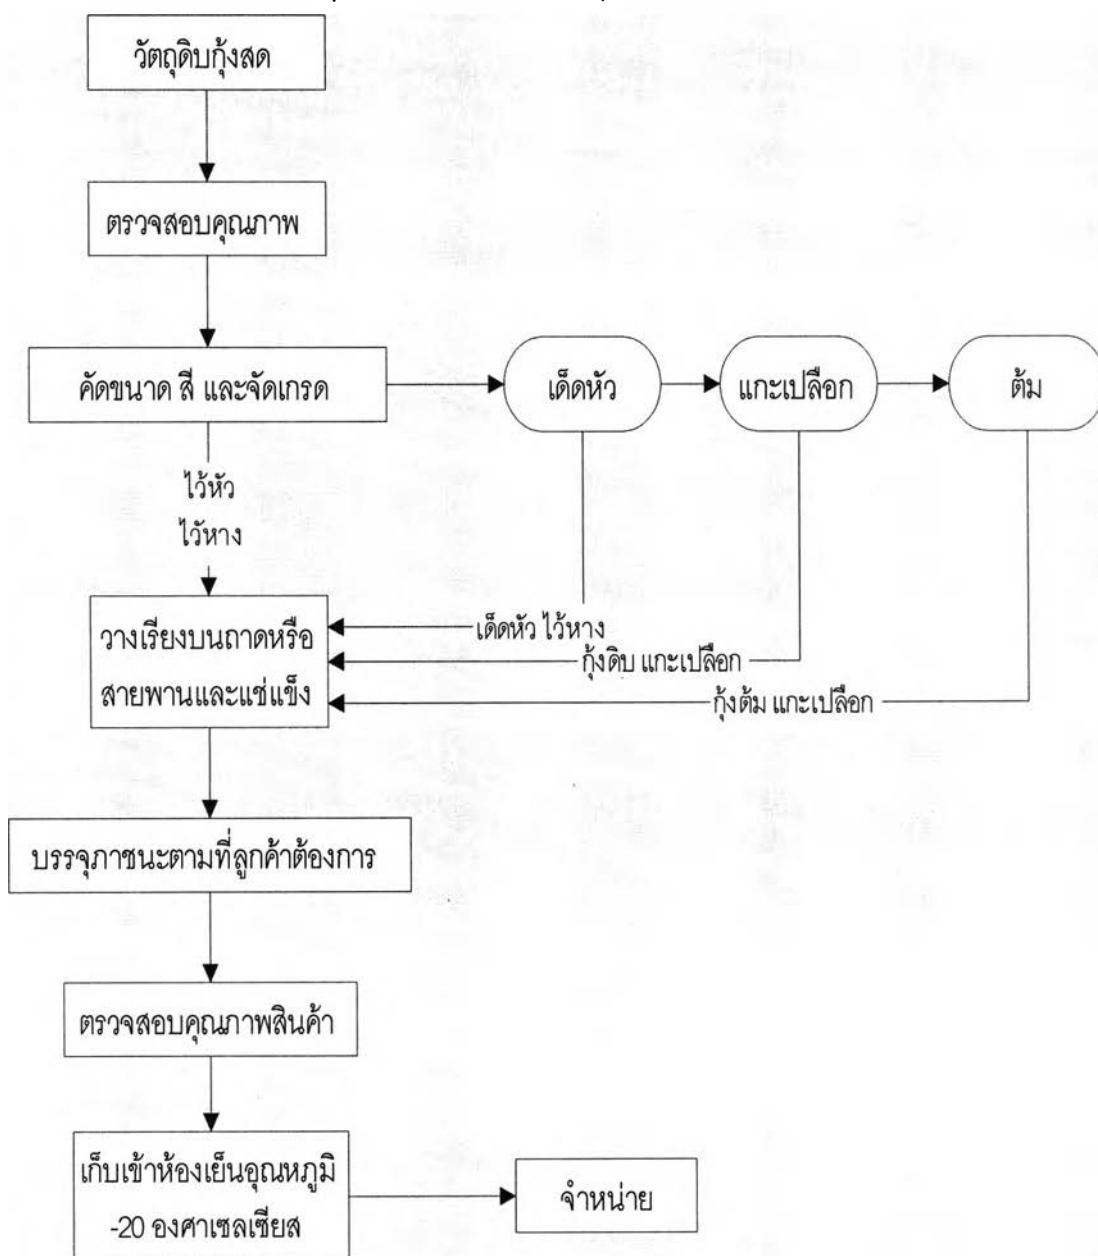 วัตถุดิบกุ้งสด
ตรวจสอบคุณภาพ
คัดขนาด สี และจัดเกรด
เด็ดหัว
แกะเปลือก
ต้ม
ไว้หัว
ไว้หาง
วางเรียงบนถาดหรือ
สายพานและแช่แข็ง
เด็ดหัว ไว้หาง
กุ้งดิบ แกะเปลือก
กุ้งต้ม แกะเปลือก
บรรจุภาชนะตามที่ลูกค้าต้องการ
ตรวจสอบคุณภาพสินค้า
เก็บเข้าห้องเย็นอุณหภูมิ
-20 องศาเซลเซียส
จำหน่าย